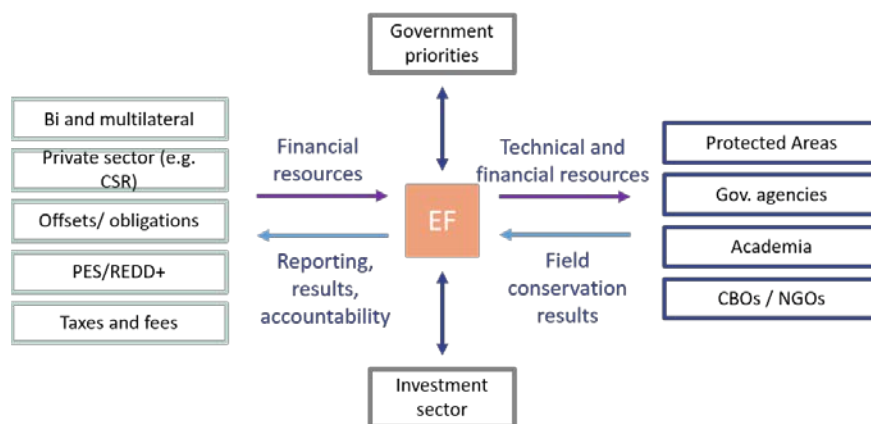 Government
priorities
Bi and multilateral
Private sector (e.g.
CSR)
Offsets/ obligations
PES/REDD+
Taxes and fees
Financial
resources
Reporting,
results,
accountability
EF
Technical and
financial resources
Field
conservation
results
Protected Areas
Gov. agencies
Academia
CBOs / NGOs
Investment
sector